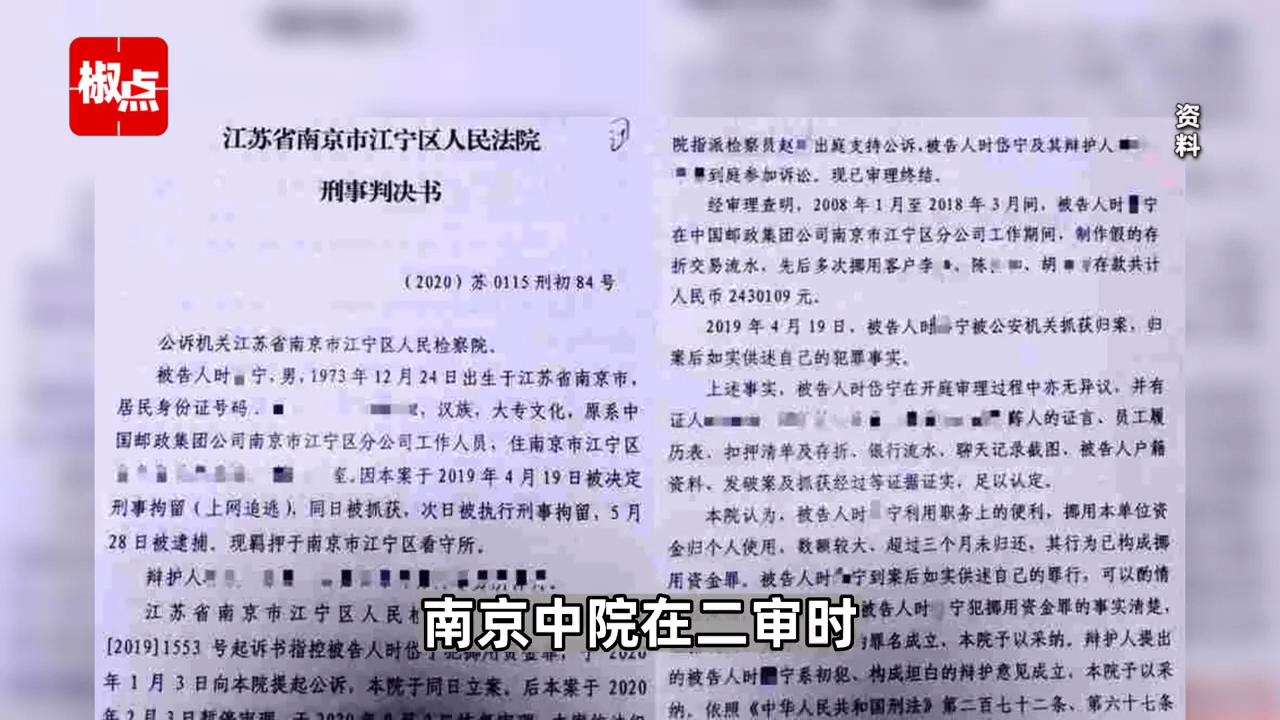 椒点
资料
江苏省南京市江宁区人民法院
刑事判决书
（2020）苏0115刑初84号
公诉机关江苏省南京市江宁区人民检察院。
被告人时 宁，男，1973年12月24日出生于江苏省南京市，
居民身份证号码 ，汉族，大专文化，原系中
国邮政集团公司南京市江宁区分公司工作人员，住南京市江宁区
室。因本案于2019年4月19日被决定
刑事拘留（上网追逃），同日被抓获，次日被执行刑事拘留，5月
28日被逮捕。现羁押于南京市江宁区看守所。
辩护人
江苏省南京市江宁区人民检
[2019]1553号起诉书指控被告人时岱
年1月3日向本院提起公诉，本院于同日立案。后本案于2020
院指派检察员赵 出庭支持公诉，被告人时岱宁及其辩护人
到庭参加诉讼。现已审理终结。
经审理查明，2008年1月至2018年3月间，被告人时 宁
在中国邮政集团公司南京市江宁区分公司工作期间，制作假的存
折交易流水，先后多次挪用客户李 、陈 、胡 存款共计
人民币2430109元。
2019年4月19日，被告人时 宁被公安机关抓获归案，归
案后如实供述自己的犯罪事实。
上述事实，被告人时岱宁在开庭审理过程中亦无异议，并有
证人 等人的证言、员工履
历表、扣押清单及存折、银行流水、聊天记录截图、被告人户籍
资料、发破案及抓获经过等证据证实，足以认定。
本院认为，被告人时 宁利用职务上的便利，挪用本单位资
金归个人使用，数额较大、超过三个月未归还，其行为已构成挪
用资金罪。被告人时 宁到案后如实供述自己的罪行，可以酌情
被告人时 宁犯挪用资金罪的事实清楚，
的罪名成立，本院予以采纳。辩护人提出
的被告人时 宁系初犯、构成坦白的辩护意见成立，本院予以采
纳。依照《中华人民共和国刑法》第二百七十二条、第六十七条
南京中院在二审时